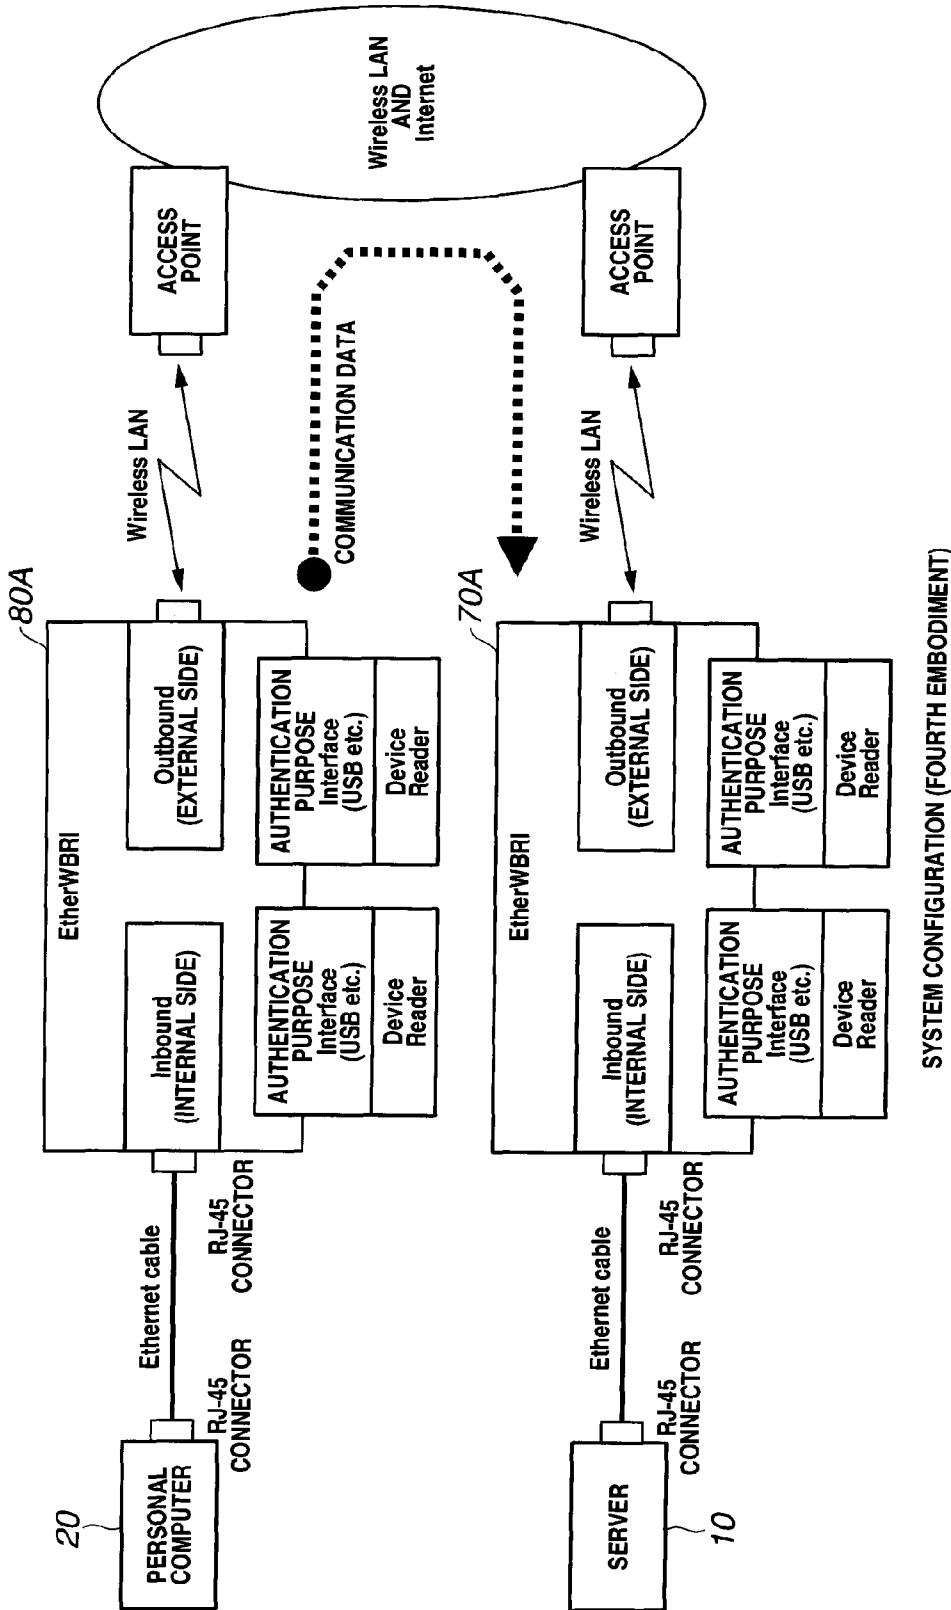 20
PERSONAL
COMPUTER
RJ-45
CONNECTOR
Ethernet cable
RJ-45
CONNECTOR
80A
EtherWBRI
Inbound
(INTERNAL SIDE)
Outbound
(EXTERNAL SIDE)
AUTHENTICATION
PURPOSE
Interface
(USB etc.)
Device
Reader
AUTHENTICATION
PURPOSE
Interface
(USB etc.)
Device
Reader
Wireless LAN
ACCESS
POINT
COMMUNICATION DATA
Wireless LAN
AND
Internet
SERVER
10
RJ-45
CONNECTOR
Ethernet cable
RJ-45
CONNECTOR
70A
EtherWBRI
Inbound
(INTERNAL SIDE)
Outbound
(EXTERNAL SIDE)
AUTHENTICATION
PURPOSE
Interface
(USB etc.)
Device
Reader
AUTHENTICATION
PURPOSE
Interface
(USB etc.)
Device
Reader
Wireless LAN
ACCESS
POINT
SYSTEM CONFIGURATION (FOURTH EMBODIMENT)